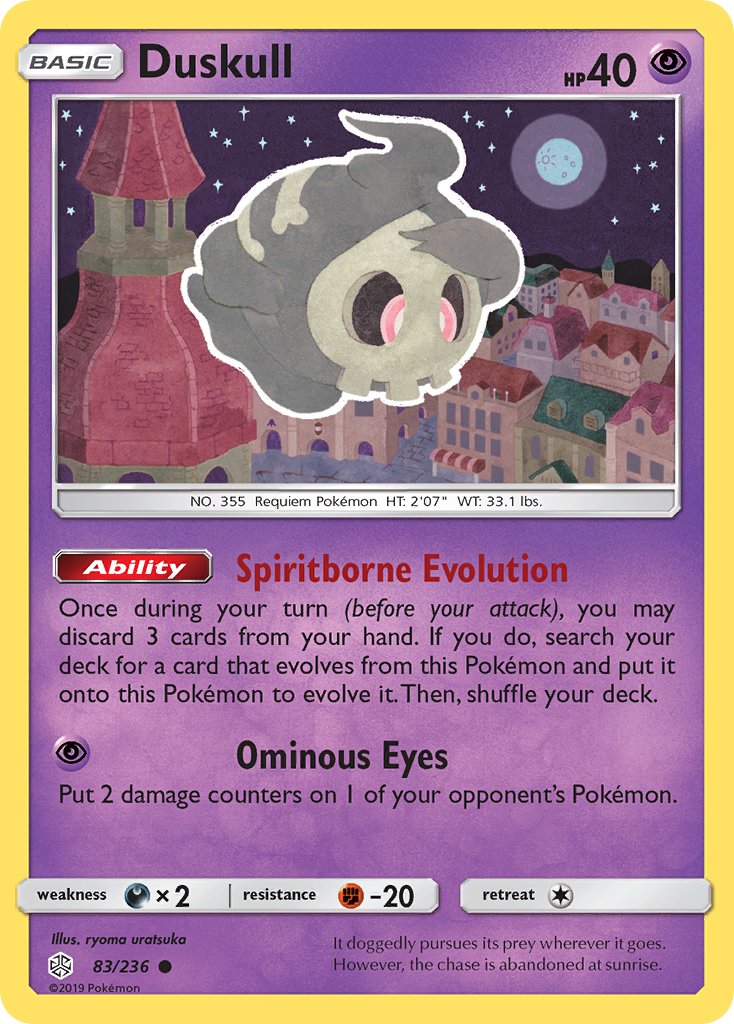 BASIC Duskull HP40
NO. 355 Requiem Pokémon HT: 2'07" WT: 33.1 lbs.
Ability Spiritborne Evolution
Once during your turn (before your attack), you may
discard 3 cards from your hand. If you do, search your
deck for a card that evolves from this Pokémon and put it
onto this Pokémon to evolve it. Then, shuffle your deck.
Ominous Eyes
Put 2 damage counters on 1 of your opponent's Pokémon.
weakness ×2 resistance -20 retreat
Illus. ryoma uratsuka
83/236
©2019 Pokémon
It doggedly pursues its prey wherever it goes.
However, the chase is abandoned at sunrise.